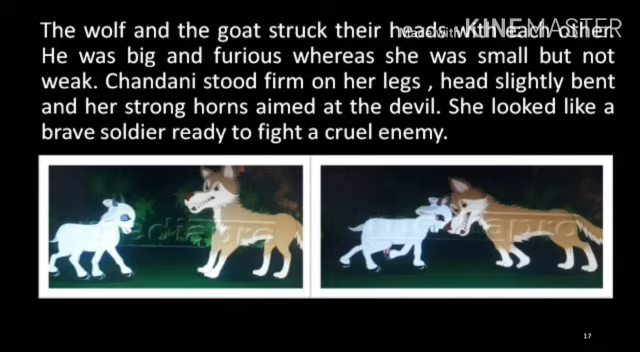 The wolf and the goat struck their heads with each other.
He was big and furious whereas she was small but not
weak. Chandani stood firm on her legs , head slightly bent
and her strong horns aimed at the devil. She looked like a
brave soldier ready to fight a cruel enemy.
Made with KINEMASTER
17